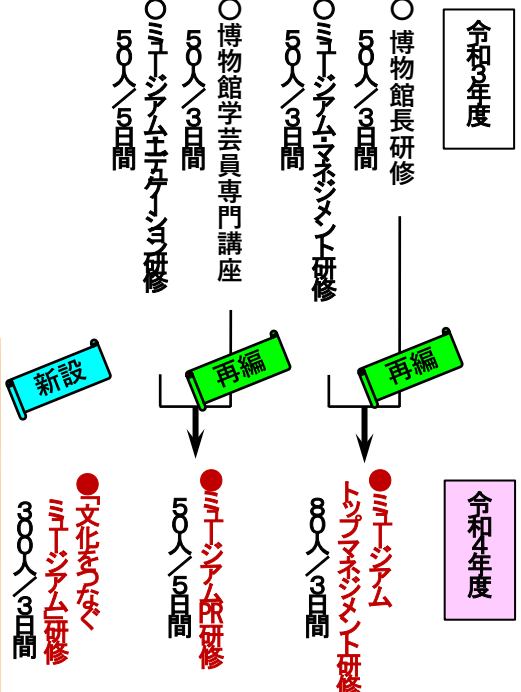 令和３年度
○ 博物館長研修
５０人／３日間
○ミュージアム・マネジメント研修
５０人／３日間
○ 博物館学芸員専門講座
５０人／３日間
○ミュージアム・エデュケーション研修
５０人／５日間
再編
再編
新設
令和４年度
●ミュージアム
トップマネジメント研修
８０人／３日間
●ミュージアムPR研修
５０人／５日間
●「文化をつなぐ
ミュージアム」研修
３００人／３日間